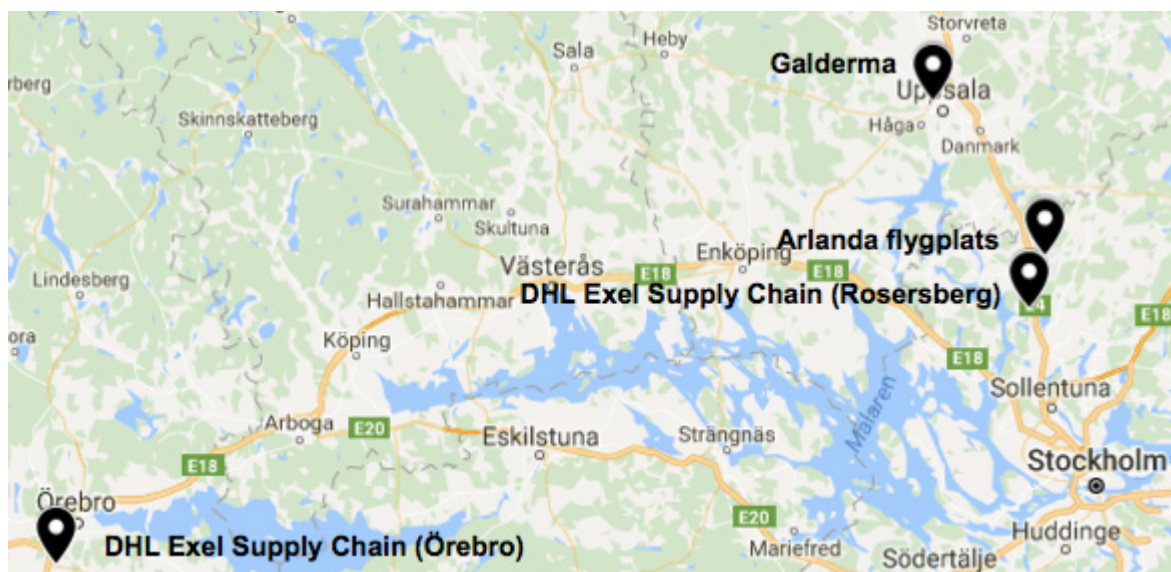 Storvreta
Heby
Sala
Galderma
rberg
Uppsala
Skinnskatteberg
Håga
Danmark
Surahammar
Skultuna
Arlanda flygplats
Enköping
Västerås
E18
E18
Lindesberg
Hallstahammar
DHL Exel Supply Chain (Rosersberg)
E4
E18
ora
Köping
E18
Sollentuna
Mälaren
Arboga
E20
Eskilstuna
Strängnäs
E18
Stockholm
Örebro
E20
Huddinge
DHL Exel Supply Chain (Örebro)
Mariefred
Södertälje